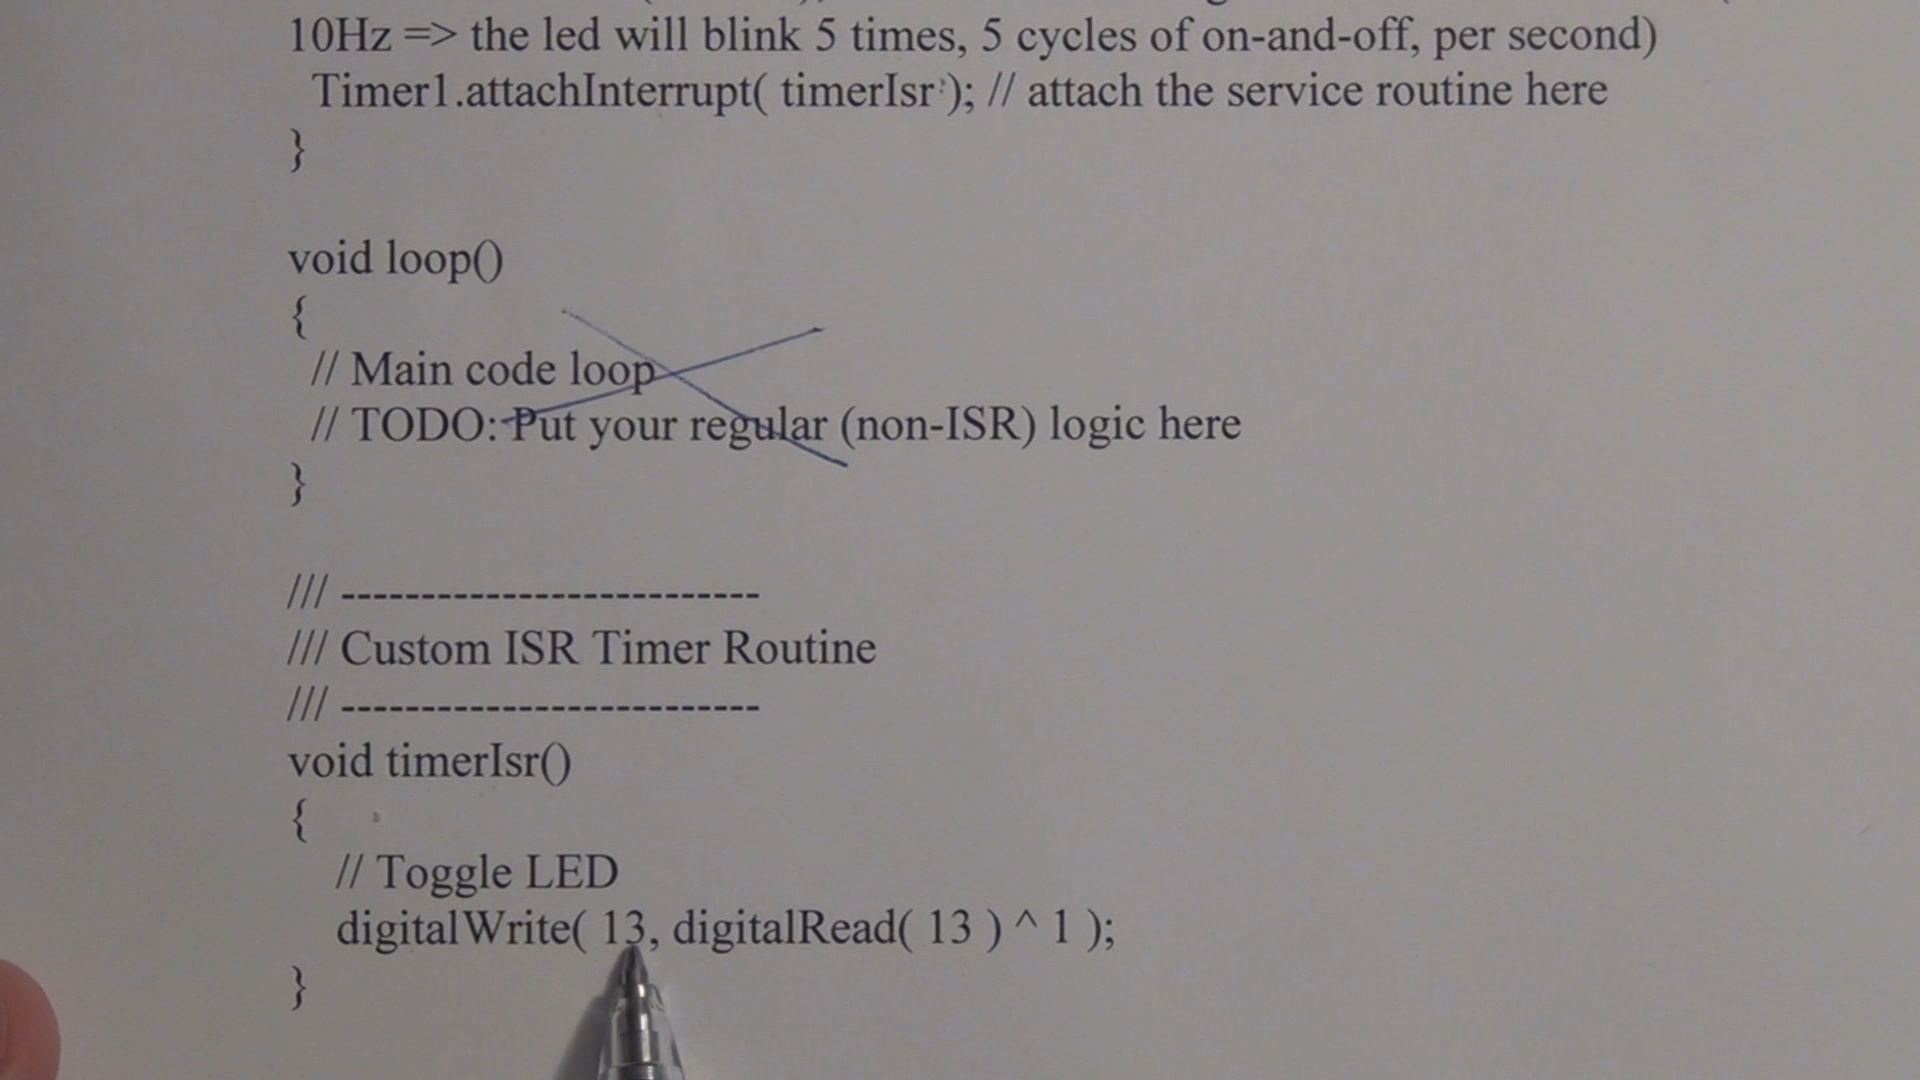 10Hz => the led will blink 5 times, 5 cycles of on-and-off, per second)
Timer1.attachInterrupt( timerIsr ); // attach the service routine here
}
void loop()
{
// Main code loop
// TODO: Put your regular (non-ISR) logic here
}
/// --------------------------
/// Custom ISR Timer Routine
/// --------------------------
void timerIsr()
{
// Toggle LED
digitalWrite( 13, digitalRead( 13 ) ^ 1 );
}